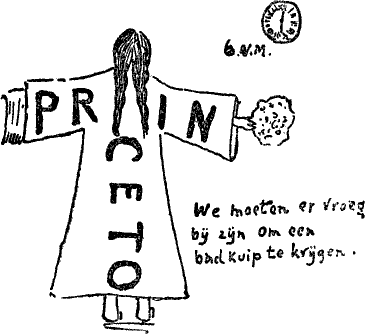 6 V.M.
PR IN
CETO
We moeten er vroeg
bij zijn om een
badkuip te krijgen.